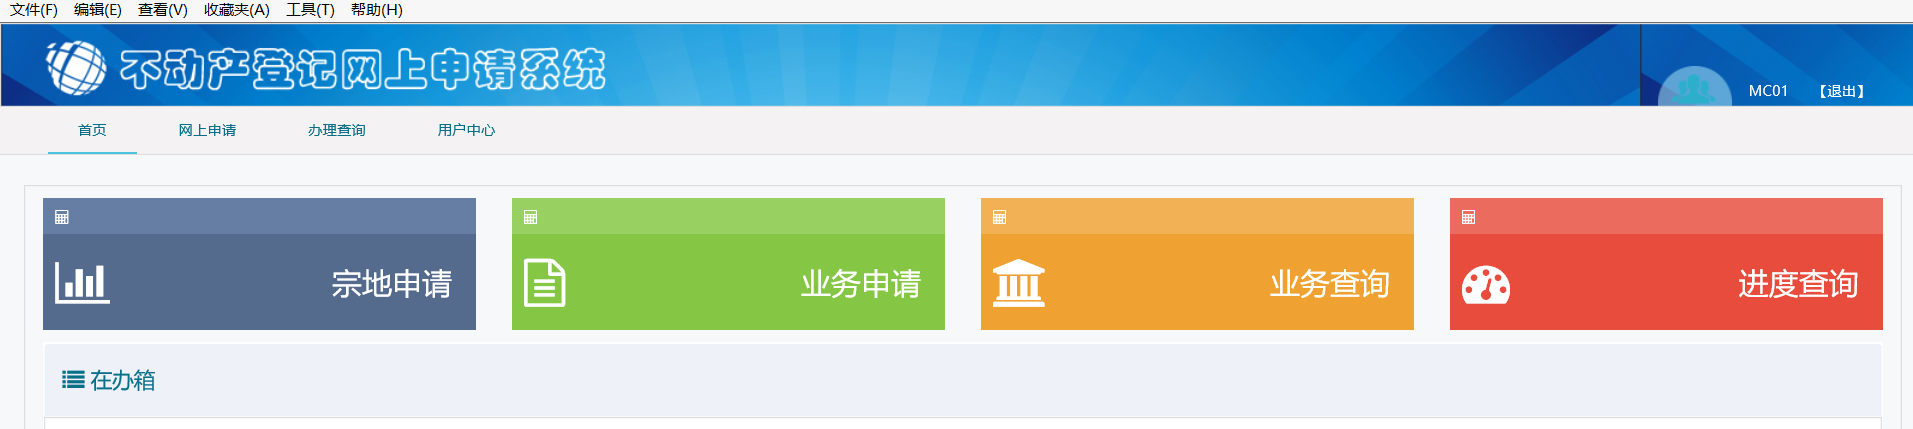 文件(F) 编辑(E) 查看(V) 收藏夹(A) 工具(T) 帮助(H)
不动产登记网上申请系统
MC01 【退出】
首页 网上申请 办理查询 用户中心
宗地申请 业务申请 业务查询 进度查询
在办箱